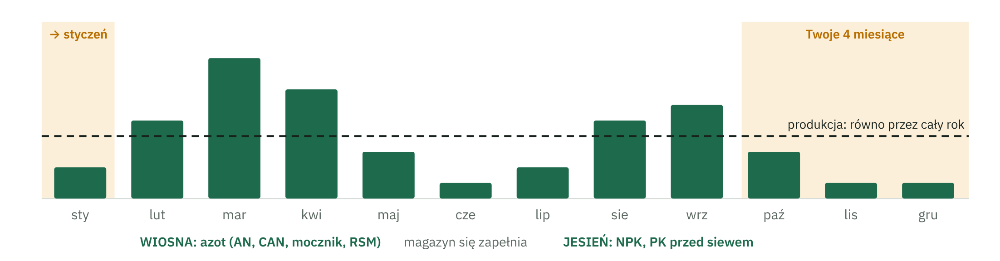 → styczeń
Twoje 4 miesiące
produkcja: równo przez cały rok
sty lut mar kwi maj cze lip sie wrz paź lis gru
WIOSNA: azot (AN, CAN, mocznik, RSM) magazyn się zapełnia JESIEŃ: NPK, PK przed siewem